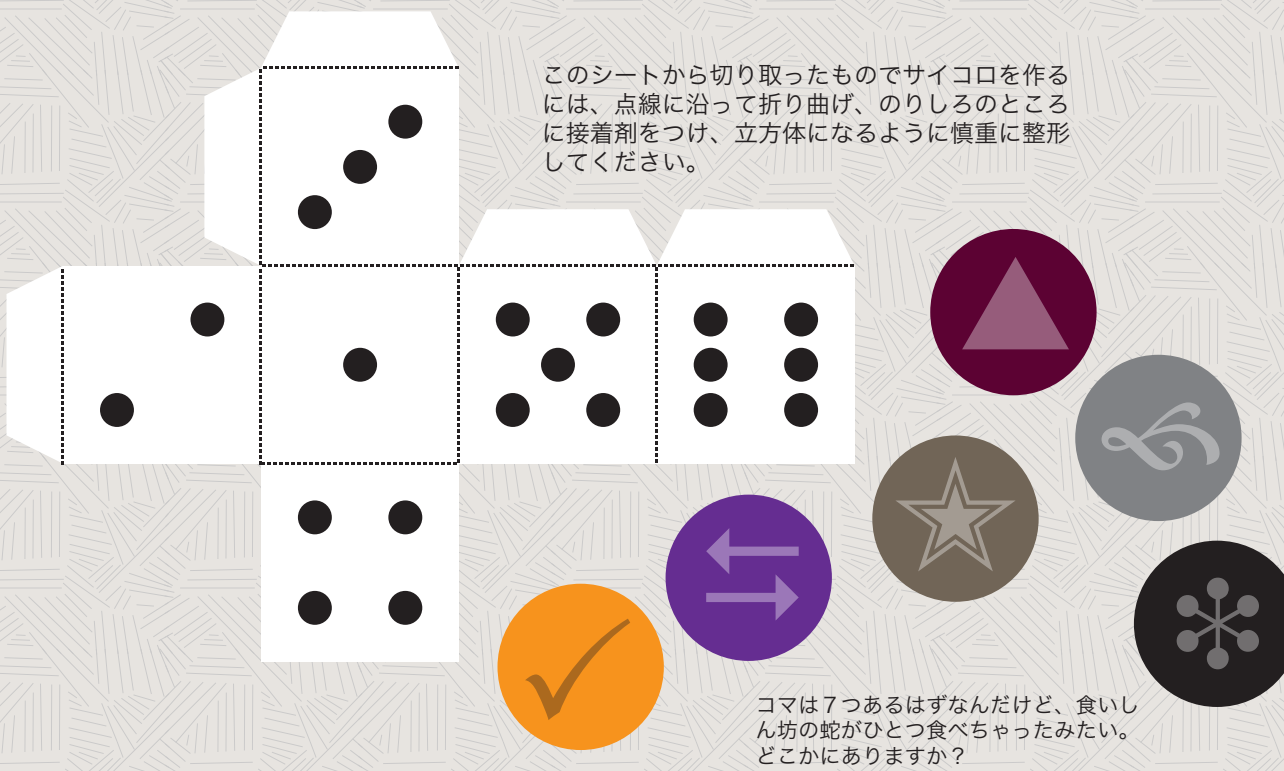 このシートから切り取ったものでサイコロを作る
には、点線に沿って折り曲げ、のりしろのところ
に接着剤をつけ、立方体になるように慎重に整形
してください。
コマは７つあるはずなんだけど、食いし
ん坊の蛇がひとつ食べちゃったみたい。
どこかにありますか？